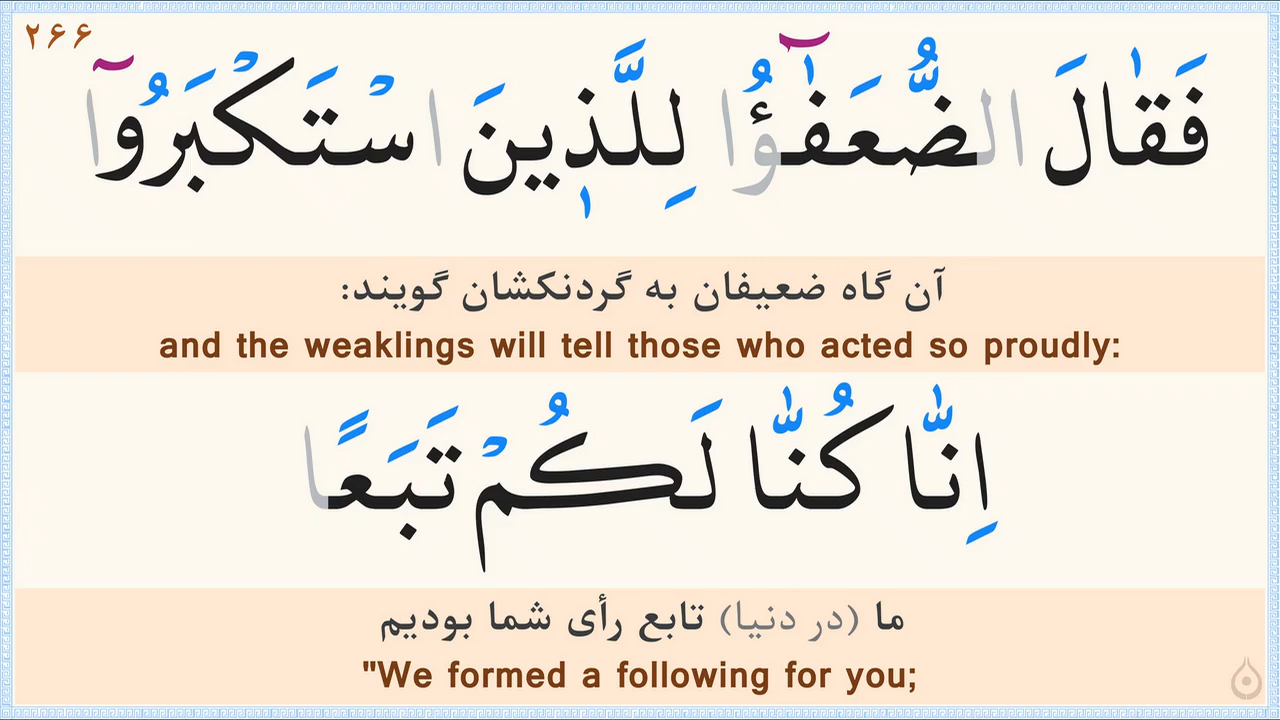 ۲۶۶
فَقٰالَ الضُّعَفٰٓؤُا لِلَّذٖينَ اسْتَكْبَرُوٓا
آن گاه ضعیفان به گردنکشان گویند:
and the weaklings will tell those who acted so proudly:
اِنّٰا كُنّٰا لَكُمْ تَبَعًا
ما (در دنیا) تابع رأی شما بودیم
"We formed a following for you;